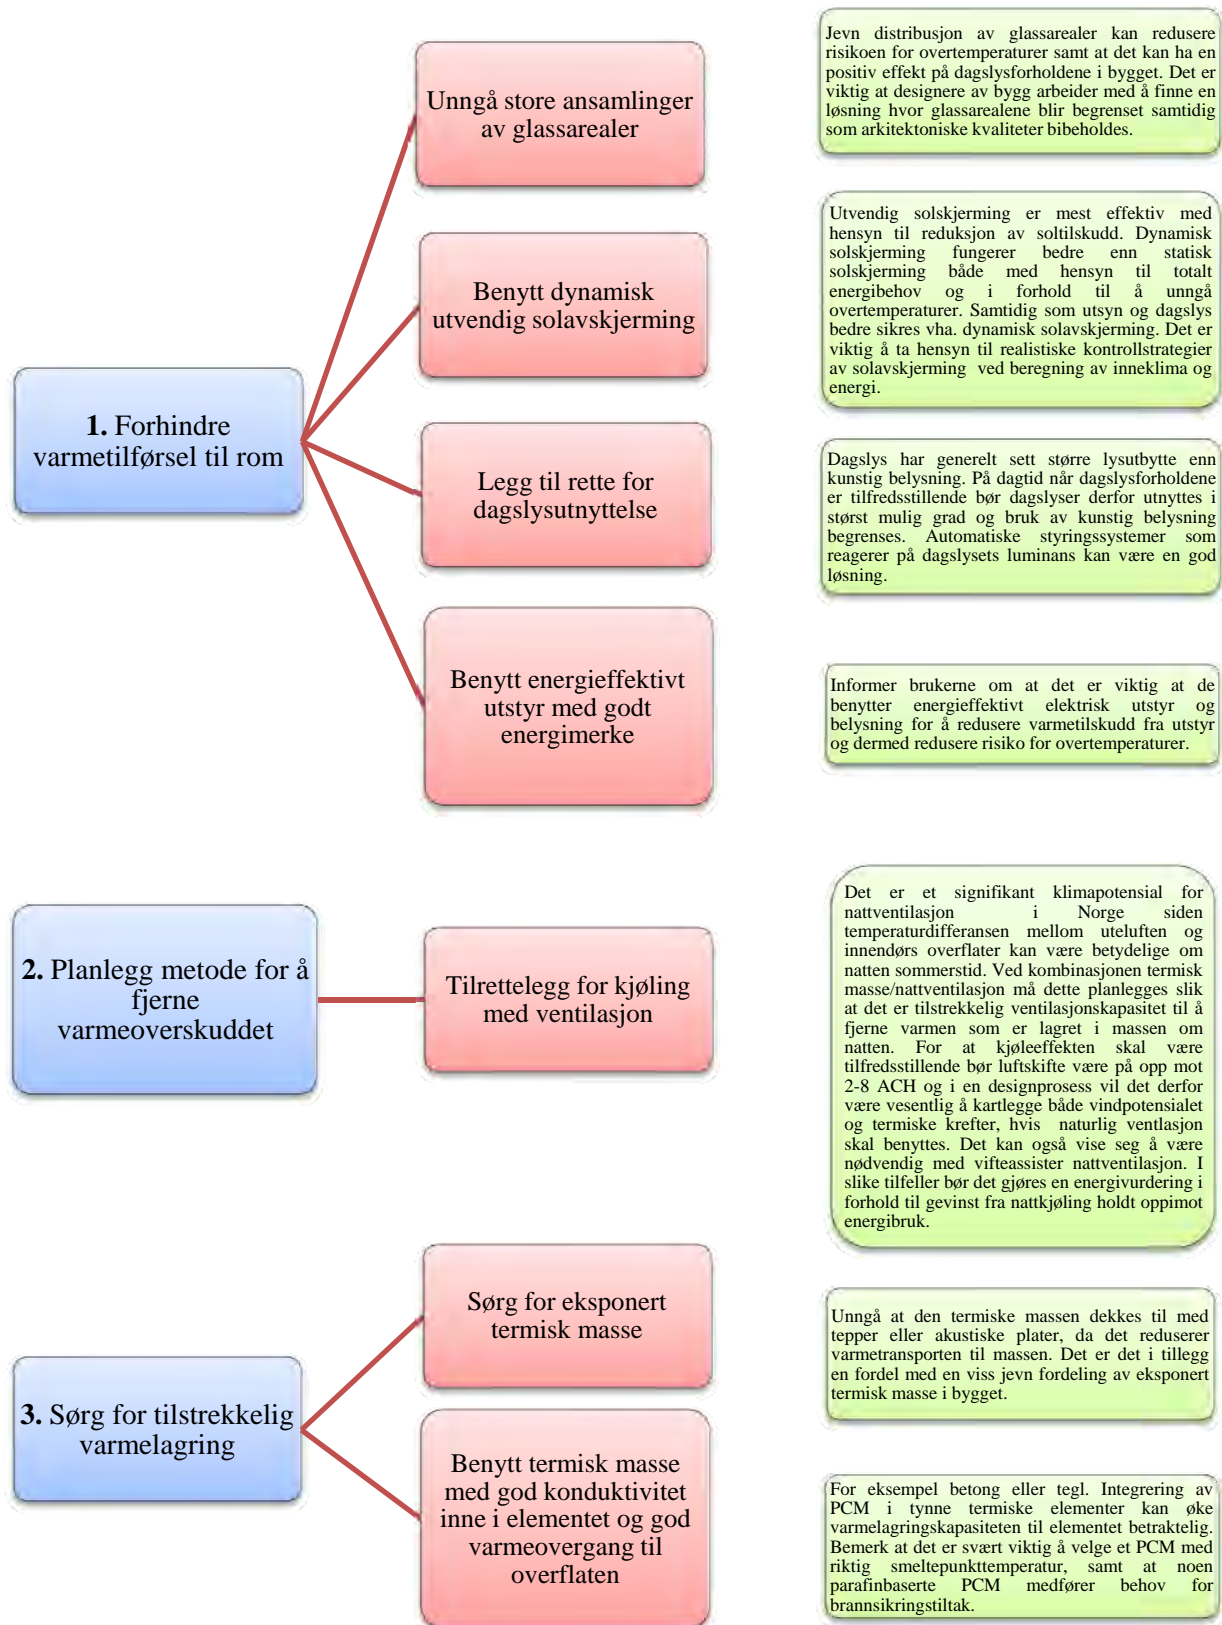 1. Forhindre
varmetilførsel til rom
Unngå store ansamlinger
av glassarealer
Jevn distribusjon av glassarealer kan redusere
risikoen for overtemperaturer samt at det kan ha en
positiv effekt på dagslysforholdene i bygget. Det er
viktig at designere av bygg arbeider med å finne en
løsning hvor glassarealene blir begrenset samtidig
som arkitektoniske kvaliteter bibeholdes.
Benytt dynamisk
utvendig solavskjerming
Utvendig solskjerming er mest effektiv med
hensyn til reduksjon av soltilskudd. Dynamisk
solskjerming fungerer bedre enn statisk
solskjerming både med hensyn til totalt
energibehov og i forhold til å unngå
overtemperaturer. Samtidig som utsyn og dagslys
bedre sikres vha. dynamisk solavskjerming. Det er
viktig å ta hensyn til realistiske kontrollstrategier
av solavskjerming ved beregning av inneklima og
energi.
Legg til rette for
dagslysutnyttelse
Dagslys har generelt sett større lysutbytte enn
kunstig belysning. På dagtid når dagslysforholdene
er tilfredsstillende bør dagslyser derfor utnyttes i
størst mulig grad og bruk av kunstig belysning
begrenses. Automatiske styringssystemer som
reagerer på dagslysets luminans kan være en god
løsning.
Benytt energieffektivt
utstyr med godt
energimerke
Informer brukerne om at det er viktig at de
benytter energieffektivt elektrisk utstyr og
belysning for å redusere varmetilskudd fra utstyr
og dermed redusere risiko for overtemperaturer.
2. Planlegg metode for å
fjerne
varmeoverskuddet
Tilrettelegg for kjøling
med ventilasjon
Det er et signifikant klimapotensial for
nattventilasjon i Norge siden
temperaturdifferansen mellom uteluften og
innendørs overflater kan være betydelige om
natten sommerstid. Ved kombinasjonen termisk
masse/nattventilasjon må dette planlegges slik
at det er tilstrekkelig ventilasjonskapasitet til å
fjerne varmen som er lagret i massen om
natten. For at kjøleeffekten skal være
tilfredsstillende bør luftskifte være på opp mot
2-8 ACH og i en designprosess vil det derfor
være vesentlig å kartlegge både vindpotensialet
og termiske krefter, hvis naturlig ventlasjon
skal benyttes. Det kan også vise seg å være
nødvendig med vifteassister nattventilasjon. I
slike tilfeller bør det gjøres en energivurdering i
forhold til gevinst fra nattkjøling holdt oppimot
energibruk.
3. Sørg for tilstrekkelig
varmelagring
Sørg for eksponert
termisk masse
Unngå at den termiske massen dekkes til med
tepper eller akustiske plater, da det reduserer
varmetransporten til massen. Det er det i tillegg
en fordel med en viss jevn fordeling av eksponert
termisk masse i bygget.
Benytt termisk masse
med god konduktivitet
inne i elementet og god
varmeovergang til
overflaten
For eksempel betong eller tegl. Integrering av
PCM i tynne termiske elementer kan øke
varmelagringskapasiteten til elementet betraktelig.
Bemerk at det er svært viktig å velge et PCM med
riktig smeltepunkttemperatur, samt at noen
parafinbaserte PCM medfører behov for
brannsikringstiltak.